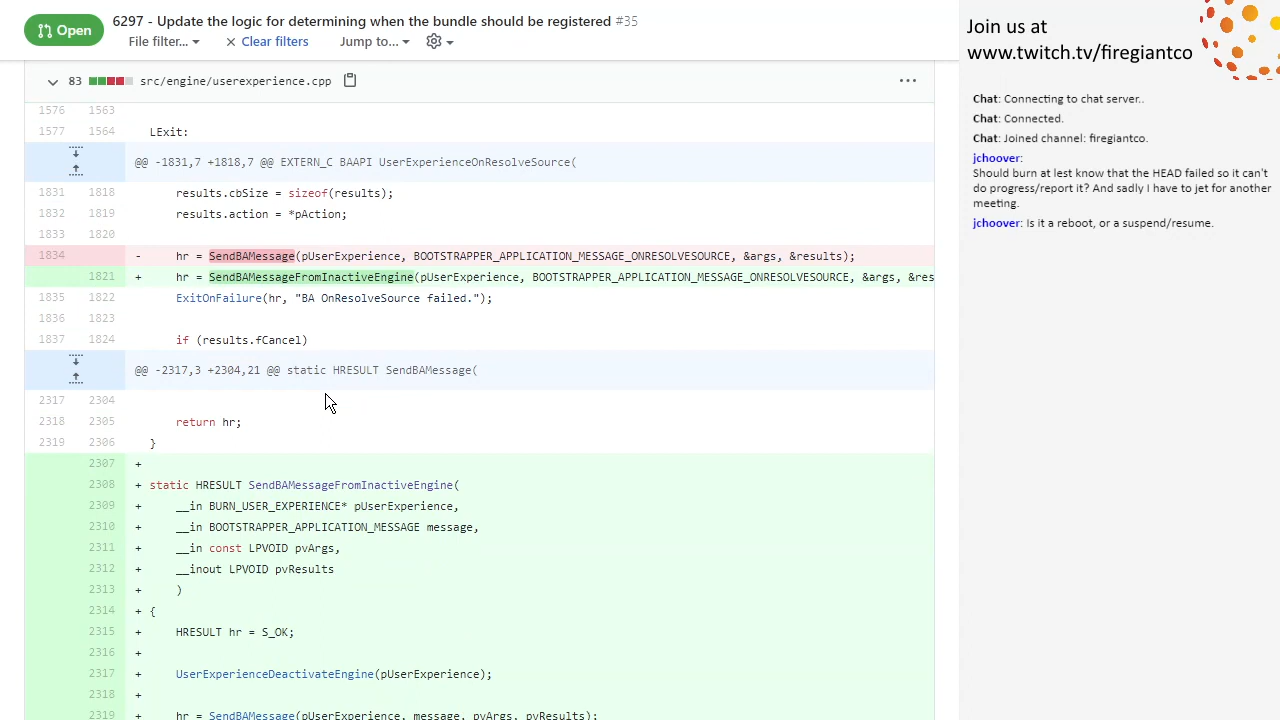 Open
6297 - Update the logic for determining when the bundle should be registered #35
File filter... Clear filters Jump to...
83 src/engine/userexperience.cpp
1576 1563
1577 1564 LExit:
@@ -1831,7 +1818,7 @@ EXTERN_C BAAPI UserExperienceOnResolveSource(
1831 1818 results.cbSize = sizeof(results);
1832 1819 results.action = *pAction;
1833 1820
1834 - hr = SendBAMessage(pUserExperience, BOOTSTRAPPER_APPLICATION_MESSAGE_ONRESOLVESOURCE, &args, &results);
1821 + hr = SendBAMessageFromInactiveEngine(pUserExperience, BOOTSTRAPPER_APPLICATION_MESSAGE_ONRESOLVESOURCE, &args, &res
1835 1822 ExitOnFailure(hr, "BA OnResolveSource failed.");
1836 1823
1837 1824 if (results.fCancel)
@@ -2317,3 +2304,21 @@ static HRESULT SendBAMessage(
2317 2304
2318 2305 return hr;
2319 2306 }
2307 +
2308 + static HRESULT SendBAMessageFromInactiveEngine(
2309 + __in BURN_USER_EXPERIENCE* pUserExperience,
2310 + __in BOOTSTRAPPER_APPLICATION_MESSAGE message,
2311 + __in const LPVOID pvArgs,
2312 + __inout LPVOID pvResults
2313 + )
2314 + {
2315 + HRESULT hr = S_OK;
2316 +
2317 + UserExperienceDeactivateEngine(pUserExperience);
2318 +
2319 + hr = SendBAMessage(pUserExperience, message, pvArgs, pvResults);
Join us at
www.twitch.tv/firegiantco
Chat: Connecting to chat server..
Chat: Connected.
Chat: Joined channel: firegiantco.
jchoover:
Should burn at lest know that the HEAD failed so it can't
do progress/report it? And sadly I have to jet for another
meeting.
jchoover: Is it a reboot, or a suspend/resume.